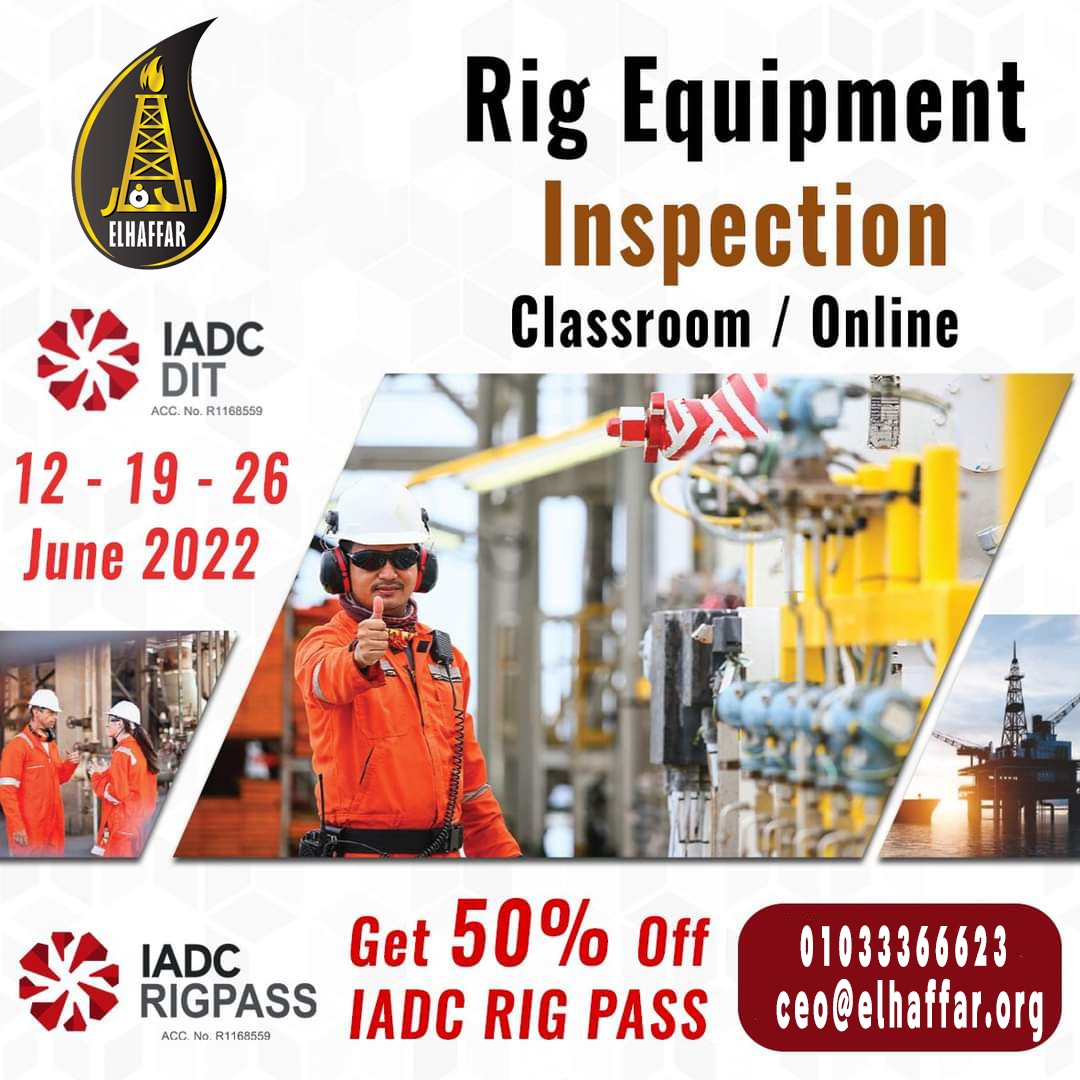 Rig Equipment
Inspection
Classroom / Online
الحفار
ELHAFFAR
IADC
DIT
ACC. No. R1168559
12 - 19 - 26
June 2022
IADC
RIGPASS
ACC. No. R1168559
Get 50% Off
IADC RIG PASS
01033366623
ceo@elhaffar.org